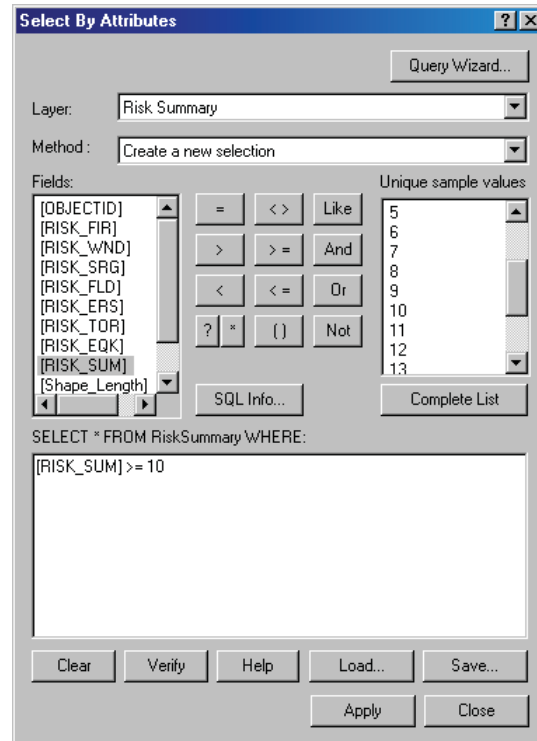 Select By Attributes
? X
Query Wizard...
Layer: Risk Summary
Method : Create a new selection
Fields:
[OBJECTID]
[RISK_FIR]
[RISK_WND]
[RISK_SRG]
[RISK_FLD]
[RISK_ERS]
[RISK_TOR]
[RISK_EQK]
[RISK_SUM]
[Shape_Length]
= <> Like
> >= And
< <= Or
? * () Not
SQL Info...
Unique sample values
5
6
7
8
9
10
11
12
13
Complete List
SELECT * FROM RiskSummary WHERE:
[RISK_SUM] >= 10
Clear Verify Help Load... Save...
Apply Close